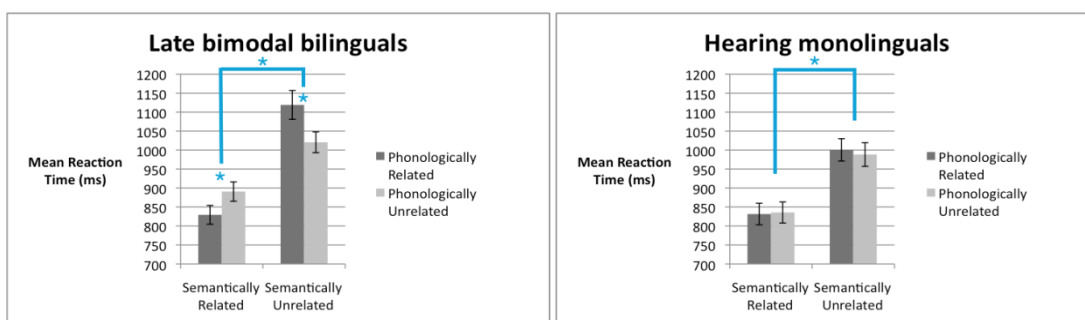 Late bimodal bilinguals
*
1200
1150
1100
1050
1000
950
900
850
800
750
700
Mean Reaction
Time (ms)
*
*
Phonologically
Related
Phonologically
Unrelated
Semantically Semantically
Related Unrelated
Hearing monolinguals
*
1200
1150
1100
1050
1000
950
900
850
800
750
700
Mean Reaction
Time (ms)
Phonologically
Related
Phonologically
Unrelated
Semantically Semantically
Related Unrelated